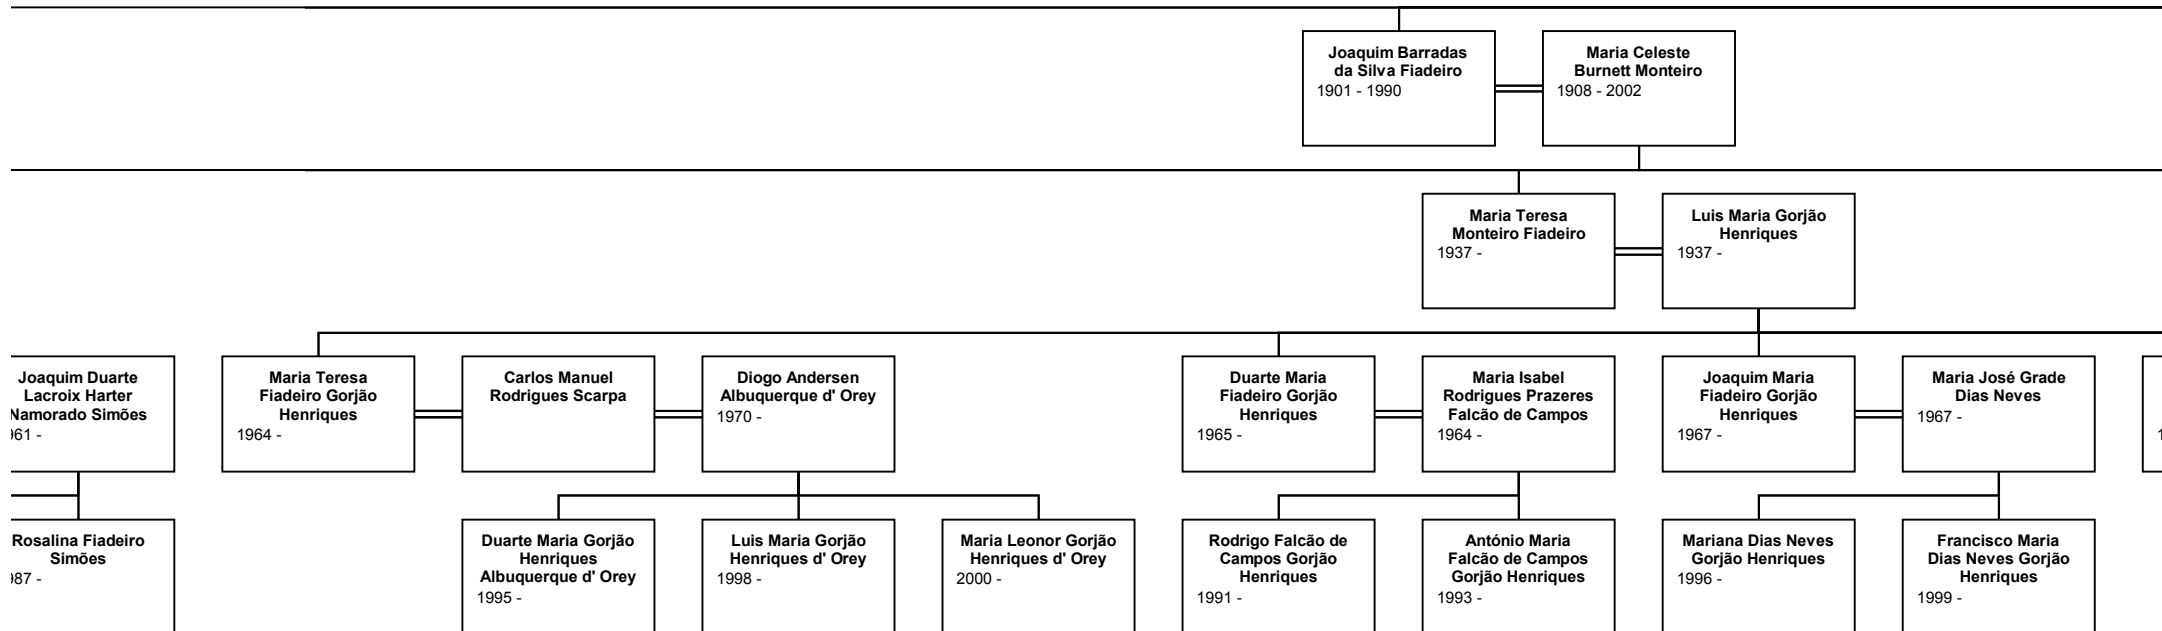 Joaquim Barradas
da Silva Fiadeiro
1901 - 1990
Maria Celeste
Burnett Monteiro
1908 - 2002
Maria Teresa
Monteiro Fiadeiro
1937 -
Luis Maria Gorjão
Henriques
1937 -
Joaquim Duarte
Lacroix Harter
Namorado Simões
961 -
Maria Teresa
Fiadeiro Gorjão
Henriques
1964 -
Carlos Manuel
Rodrigues Scarpa
Diogo Andersen
Albuquerque d' Orey
1970 -
Duarte Maria
Fiadeiro Gorjão
Henriques
1965 -
Maria Isabel
Rodrigues Prazeres
Falcão de Campos
1964 -
Joaquim Maria
Fiadeiro Gorjão
Henriques
1967 -
Maria José Grade
Dias Neves
1967 -
Rosalina Fiadeiro
Simões
987 -
Duarte Maria Gorjão
Henriques
Albuquerque d' Orey
1995 -
Luis Maria Gorjão
Henriques d' Orey
1998 -
Maria Leonor Gorjão
Henriques d' Orey
2000 -
Rodrigo Falcão de
Campos Gorjão
Henriques
1991 -
António Maria
Falcão de Campos
Gorjão Henriques
1993 -
Mariana Dias Neves
Gorjão Henriques
1996 -
Francisco Maria
Dias Neves Gorjão
Henriques
1999 -